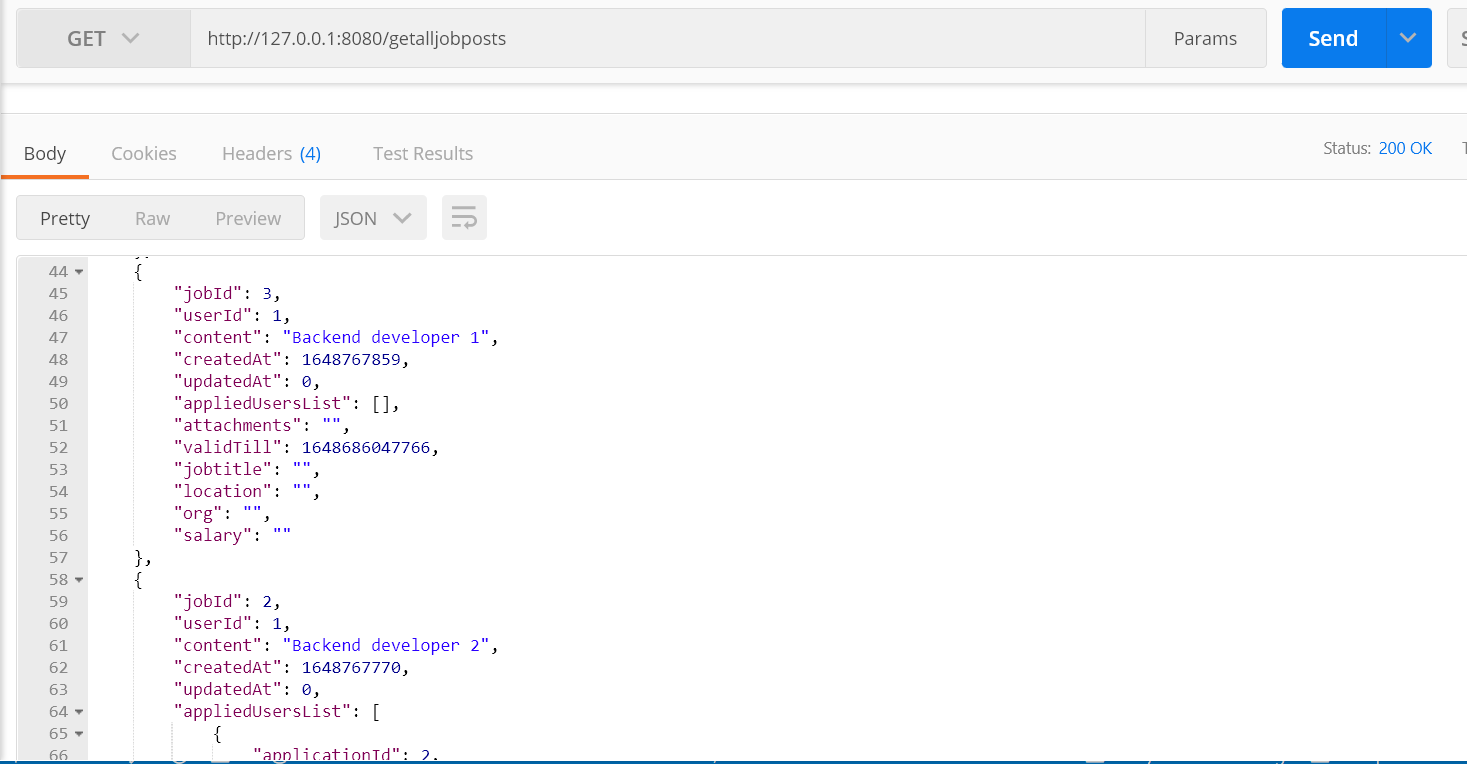 GET http://127.0.0.1:8080/getalljobposts Params Send
Body Cookies Headers (4) Test Results Status: 200 OK
Pretty Raw Preview JSON
44 {
45 "jobId": 3,
46 "userId": 1,
47 "content": "Backend developer 1",
48 "createdAt": 1648767859,
49 "updatedAt": 0,
50 "appliedUsersList": [],
51 "attachments": "",
52 "validTill": 1648686047766,
53 "jobtitle": "",
54 "location": "",
55 "org": "",
56 "salary": ""
57 },
58 {
59 "jobId": 2,
60 "userId": 1,
61 "content": "Backend developer 2",
62 "createdAt": 1648767770,
63 "updatedAt": 0,
64 "appliedUsersList": [
65 {
66 "applicationId": 2,